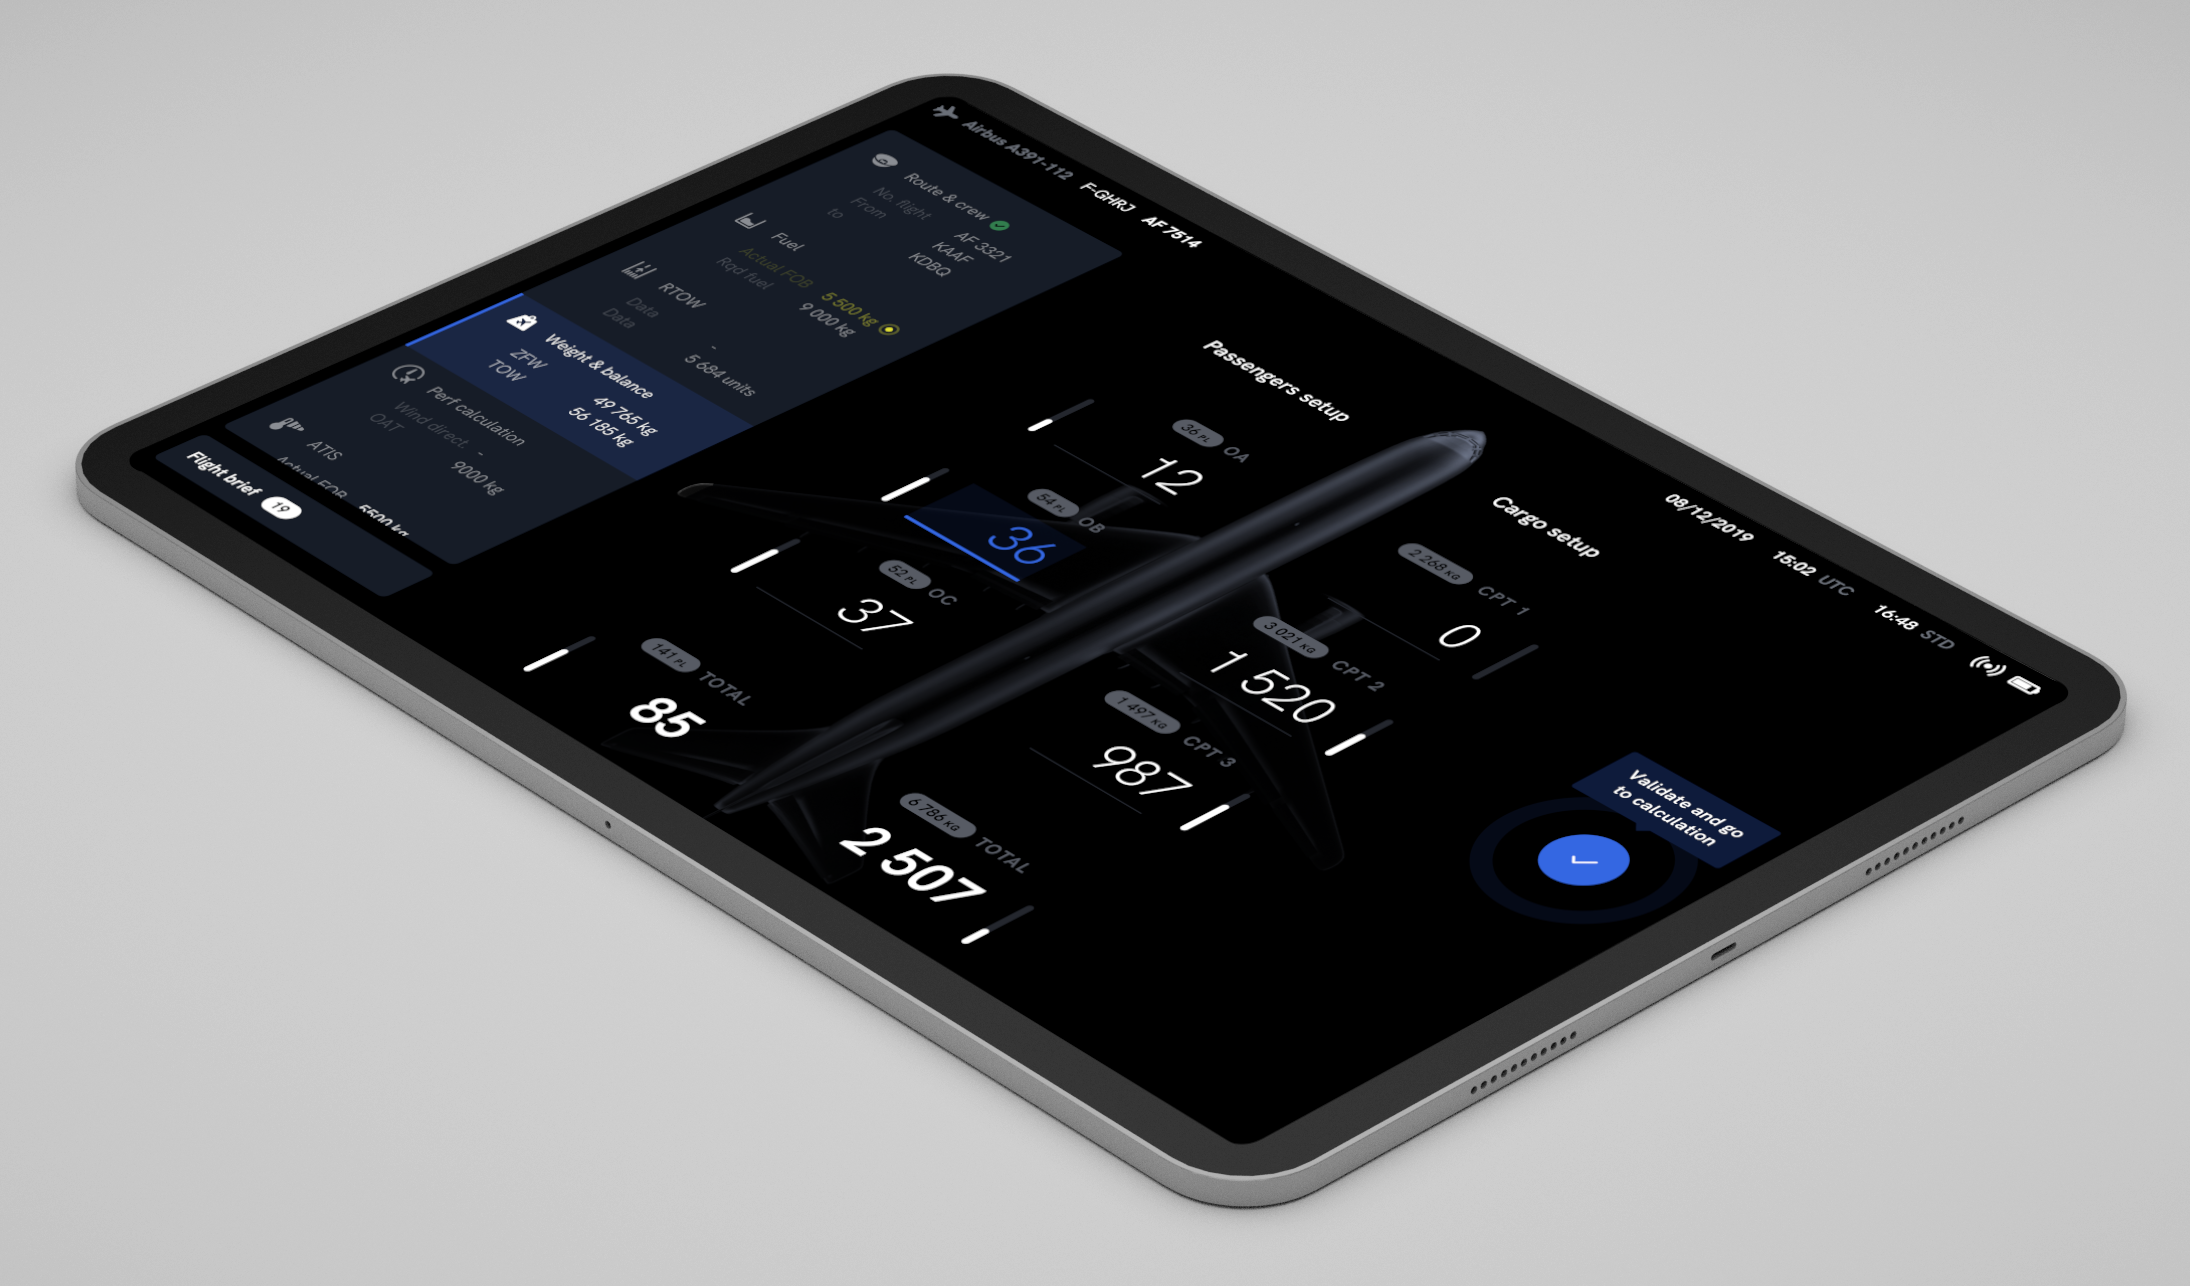 Airbus A391-112 F-GHRJ AF 7514
08/12/2019 15:02 UTC 16:48 STD
Route & crew
No. flight AF 3321
From KAAF
to KDBQ
Fuel
Actual FOB 5 500 kg
Rqd fuel 9 000 kg
RTOW
Data -
Data 5 684 units
Weight & balance
ZFW 49 765 kg
TOW 56 185 kg
Perf calculation
Wind direct. -
OAT 9000 kg
ATIS
Actual FOB 5500 kg
Flight brief 19
Passengers setup
36 PL OA
12
54 PL OB
36
52 PL OC
37
141 PL TOTAL
85
Cargo setup
2 268 KG CPT 1
0
3 021 KG CPT 2
1 520
1 497 KG CPT 3
987
6 786 KG TOTAL
2 507
Validate and go
to calculation